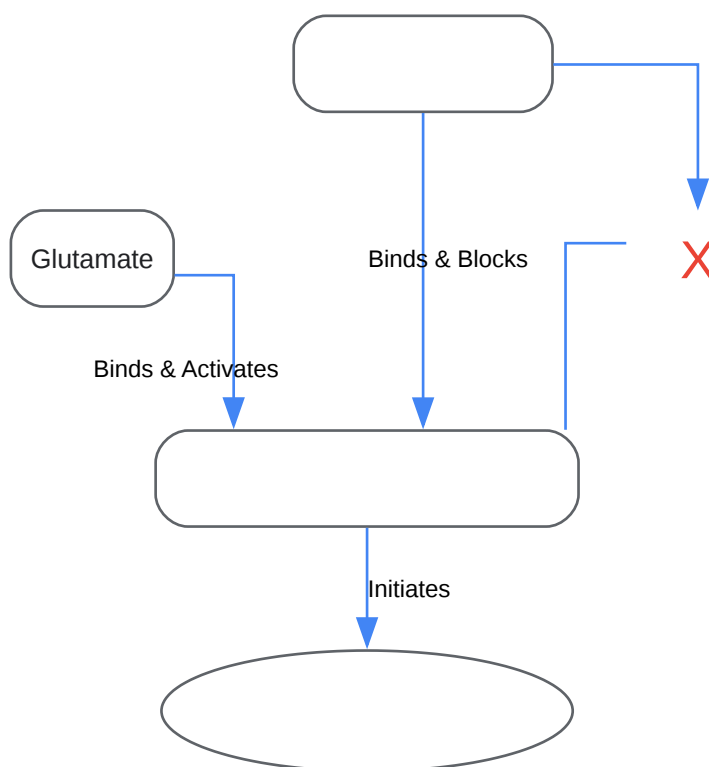 Glutamate
Binds & Blocks
X
Binds & Activates
Initiates